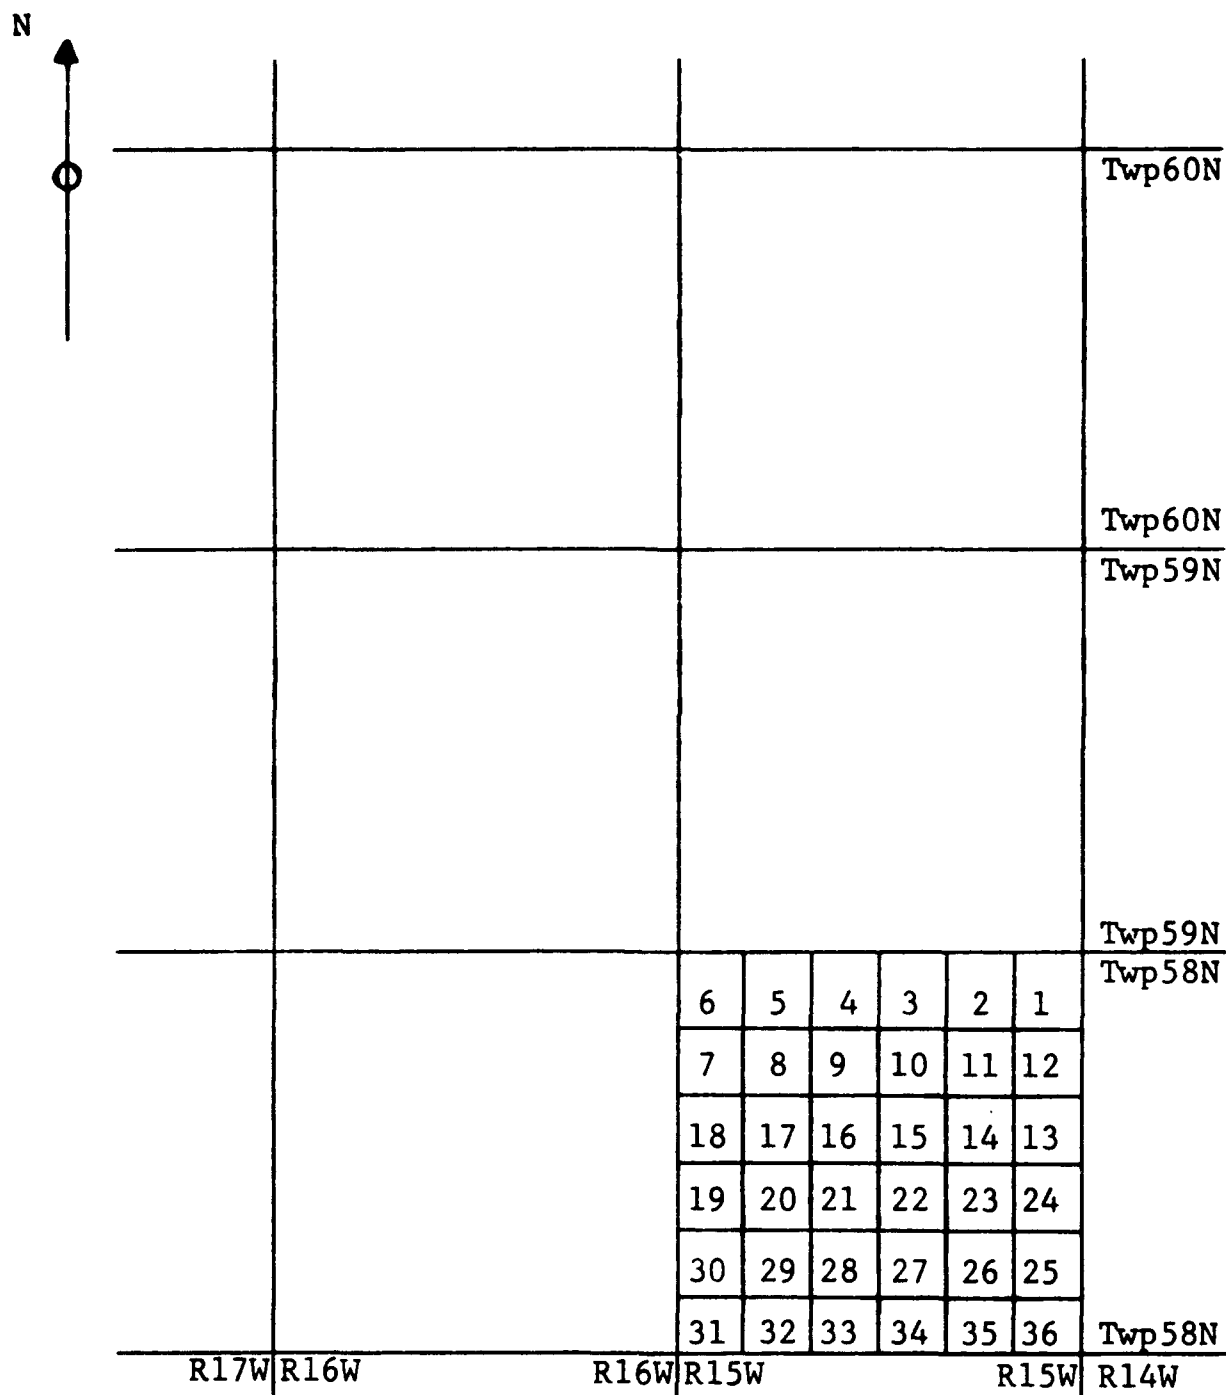 N
Twp60N
Twp60N
Twp59N
Twp59N
Twp58N
6 5 4 3 2 1
7 8 9 10 11 12
18 17 16 15 14 13
19 20 21 22 23 24
30 29 28 27 26 25
31 32 33 34 35 36 Twp58N
R17W R16W R16W R15W R15W R14W